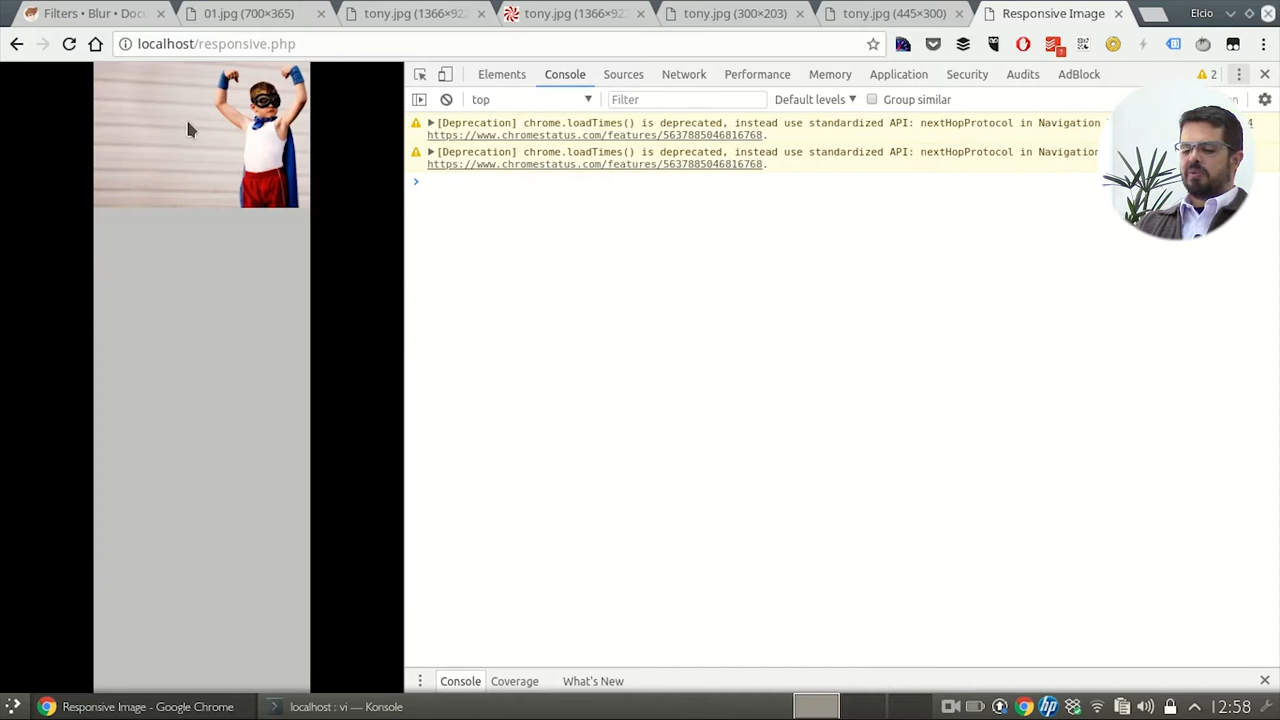 Filters • Blur • Docu
01.jpg (700×365)
tony.jpg (1366×92
tony.jpg (1366×92
tony.jpg (300×203)
tony.jpg (445×300)
Responsive Image
Elcio
localhost/responsive.php
Elements Console Sources Network Performance Memory Application Security Audits AdBlock 2
top Filter Default levels Group similar
[Deprecation] chrome.loadTimes() is deprecated, instead use standardized API: nextHopProtocol in Navigation
https://www.chromestatus.com/features/5637885046816768.
[Deprecation] chrome.loadTimes() is deprecated, instead use standardized API: nextHopProtocol in Navigation
https://www.chromestatus.com/features/5637885046816768.
Console Coverage What's New
Responsive Image - Google Chrome
localhost : vi — Konsole
12:58